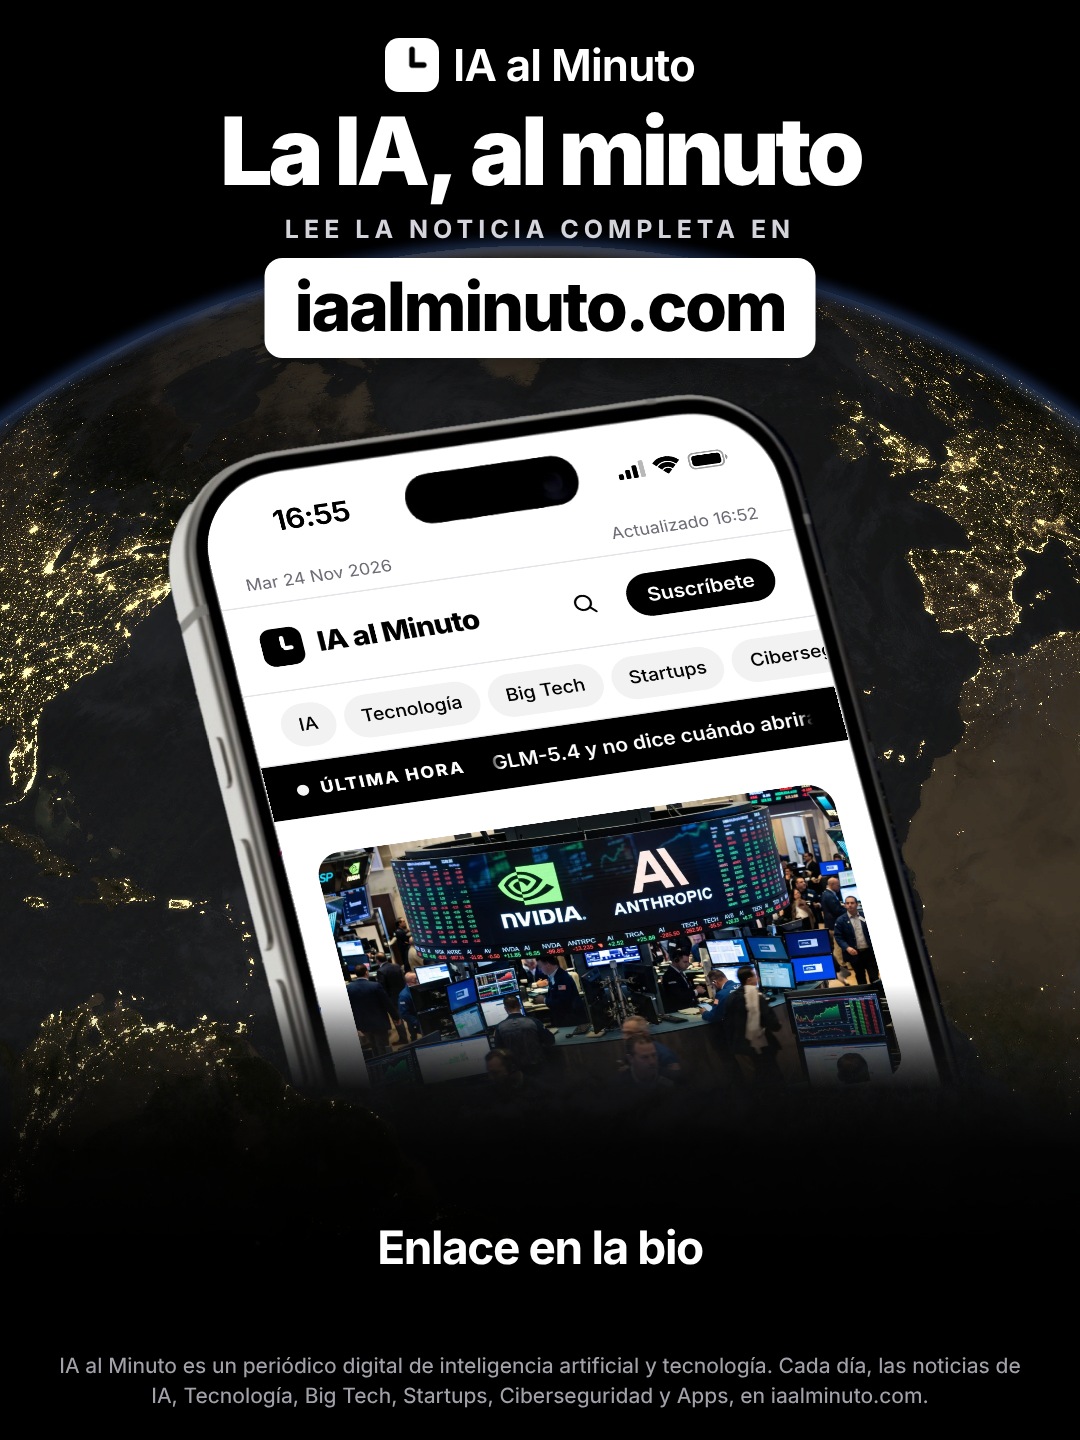 IA al Minuto
La IA, al minuto
LEE LA NOTICIA COMPLETA EN
iaalminuto.com
16:55
Mar 24 Nov 2026
Actualizado 16:52
IA al Minuto
Suscríbete
IA
Tecnología
Big Tech
Startups
Ciberseg
ÚLTIMA HORA
GLM-5.4 y no dice cuándo abrir
NVIDIA.
ANTHROPIC
Enlace en la bio
IA al Minuto es un periódico digital de inteligencia artificial y tecnología. Cada día, las noticias de
IA, Tecnología, Big Tech, Startups, Ciberseguridad y Apps, en iaalminuto.com.